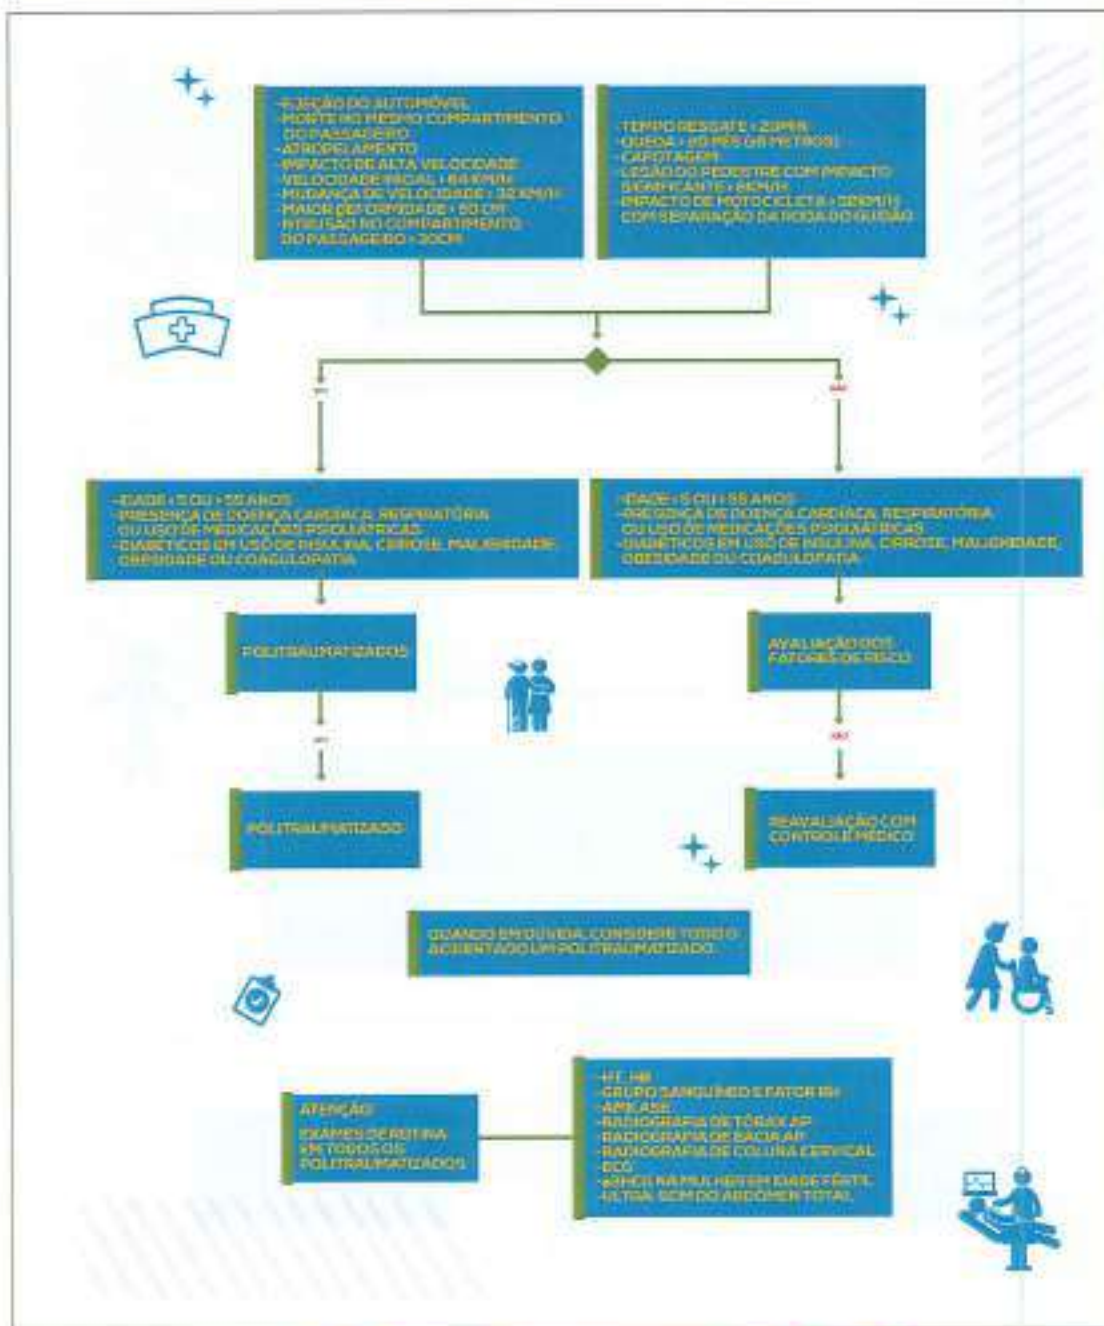 -EJEÇÃO DO AUTOMÓVEL
-MORTE NO MESMO COMPARTIMENTO
DO PASSAGEIRO
-ATROPELAMENTO
-IMPACTO DE ALTA VELOCIDADE
VELOCIDADE INICIAL > 64 KM/H
-MUDANÇA DE VELOCIDADE > 32 KM/H
-MAIOR DEFORMIDADE > 50 CM
-INTRUSÃO NO COMPARTIMENTO
DO PASSAGEIRO > 30CM
-TEMPO RESGATE > 20MIN
-QUEDA METROS)
-CAPOTAGEM
-LESÃO DO PEDESTRE COM IMPACTO
SIGNIFICANTE > 8KM/H
-IMPACTO DE MOTOCICLETA > 32KM/H
COM SEPARAÇÃO DA RODA DO GUIDÃO
NÃO
-IDADE < 5 OU > 55 ANOS
-PRESENÇA DE DOENÇA CARDÍACA, RESPIRATÓRIA
OU USO DE MEDICAÇÕES PSIQUIÁTRICAS
-DIABÉTICOS EM USO DE INSULINA, CIRROSE, MALIGNIDADE,
OBESIDADE OU COAGULOPATIA
-IDADE < 5 OU > 55 ANOS
-PRESENÇA DE DOENÇA CARDÍACA, RESPIRATÓRIA
OU USO DE MEDICAÇÕES PSIQUIÁTRICAS
-DIABÉTICOS EM USO DE INSULINA, CIRROSE, MALIGNIDADE,
OBESIDADE OU COAGULOPATIA
POLITRAUMATIZADOS
AVALIAÇÃO DOS
FATORES DE RISCO
NÃO
POLITRAUMATIZADO
REAVALIAÇÃO COM
CONTROLE MÉDICO
QUANDO EM DÚVIDA, CONSIDERE TODO O
ACIDENTADO UM POLITRAUMATIZADO
ATENÇÃO
EXAMES DE ROTINA
EM TODOS OS
POLITRAUMATIZADOS
-HT, HB
-GRUPO SANGUÍNEO E FATOR RH
-AMILASE
-RADIOGRAFIA DE TÓRAX AP
-RADIOGRAFIA DE BACIA AP
-RADIOGRAFIA DE COLUNA CERVICAL
-ECG
NA MULHER EM IDADE FÉRTIL
-ULTRA-SOM DO ABDÔMEN TOTAL